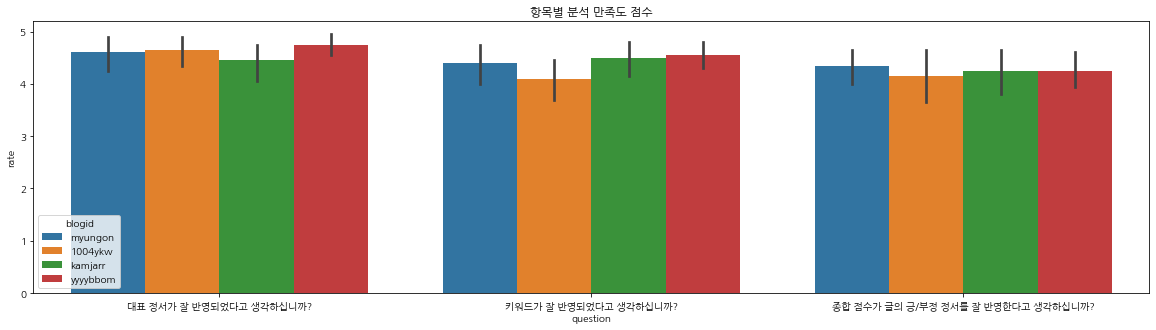 항목별 분석 만족도 점수
5
4
3
2
1
0
rate
blogid
myungon
1004ykw
kamjarr
yyyybbom
대표 정서가 잘 반영되었다고 생각하십니까?
키워드가 잘 반영되었다고 생각하십니까?
종합 점수가 글의 긍/부정 정서를 잘 반영한다고 생각하십니까?
question